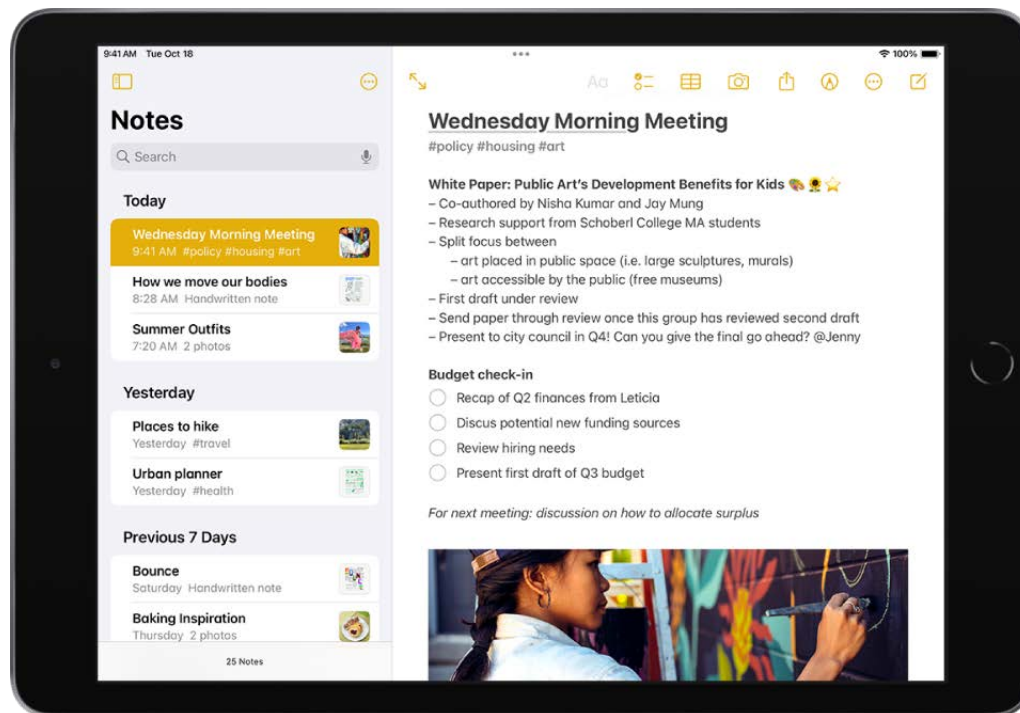 9:41 AM Tue Oct 18
100%
Notes
Search
Today
Wednesday Morning Meeting
9:41 AM #policy #housing #art
How we move our bodies
8:28 AM Handwritten note
Summer Outfits
7:20 AM 2 photos
Yesterday
Places to hike
Yesterday #travel
Urban planner
Yesterday #health
Previous 7 Days
Bounce
Saturday Handwritten note
Baking Inspiration
Thursday 2 photos
25 Notes
Aa
Wednesday Morning Meeting
#policy #housing #art
White Paper: Public Art’s Development Benefits for Kids 🎨 🌻 ⭐
– Co-authored by Nisha Kumar and Jay Mung
– Research support from Schoberl College MA students
– Split focus between
– art placed in public space (i.e. large sculptures, murals)
– art accessible by the public (free museums)
– First draft under review
– Send paper through review once this group has reviewed second draft
– Present to city council in Q4! Can you give the final go ahead? @Jenny
Budget check-in
Recap of Q2 finances from Leticia
Discus potential new funding sources
Review hiring needs
Present first draft of Q3 budget
For next meeting: discussion on how to allocate surplus